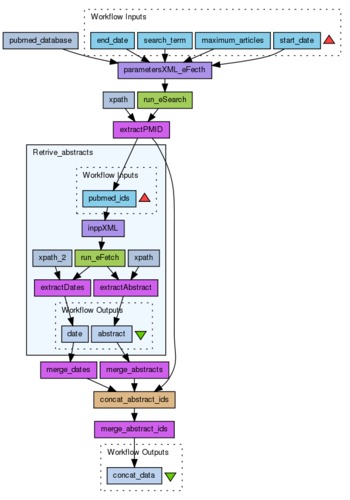 Workflow Inputs
pubmed_database
end_date
search_term
maximum_articles
start_date
parametersXML_eFecth
xpath
run_eSearch
extractPMID
Retrive_abstracts
Workflow Inputs
pubmed_ids
inppXML
xpath_2
run_eFetch
xpath
extractDates
extractAbstract
Workflow Outputs
date
abstract
merge_dates
merge_abstracts
concat_abstract_ids
merge_abstract_ids
Workflow Outputs
concat_data